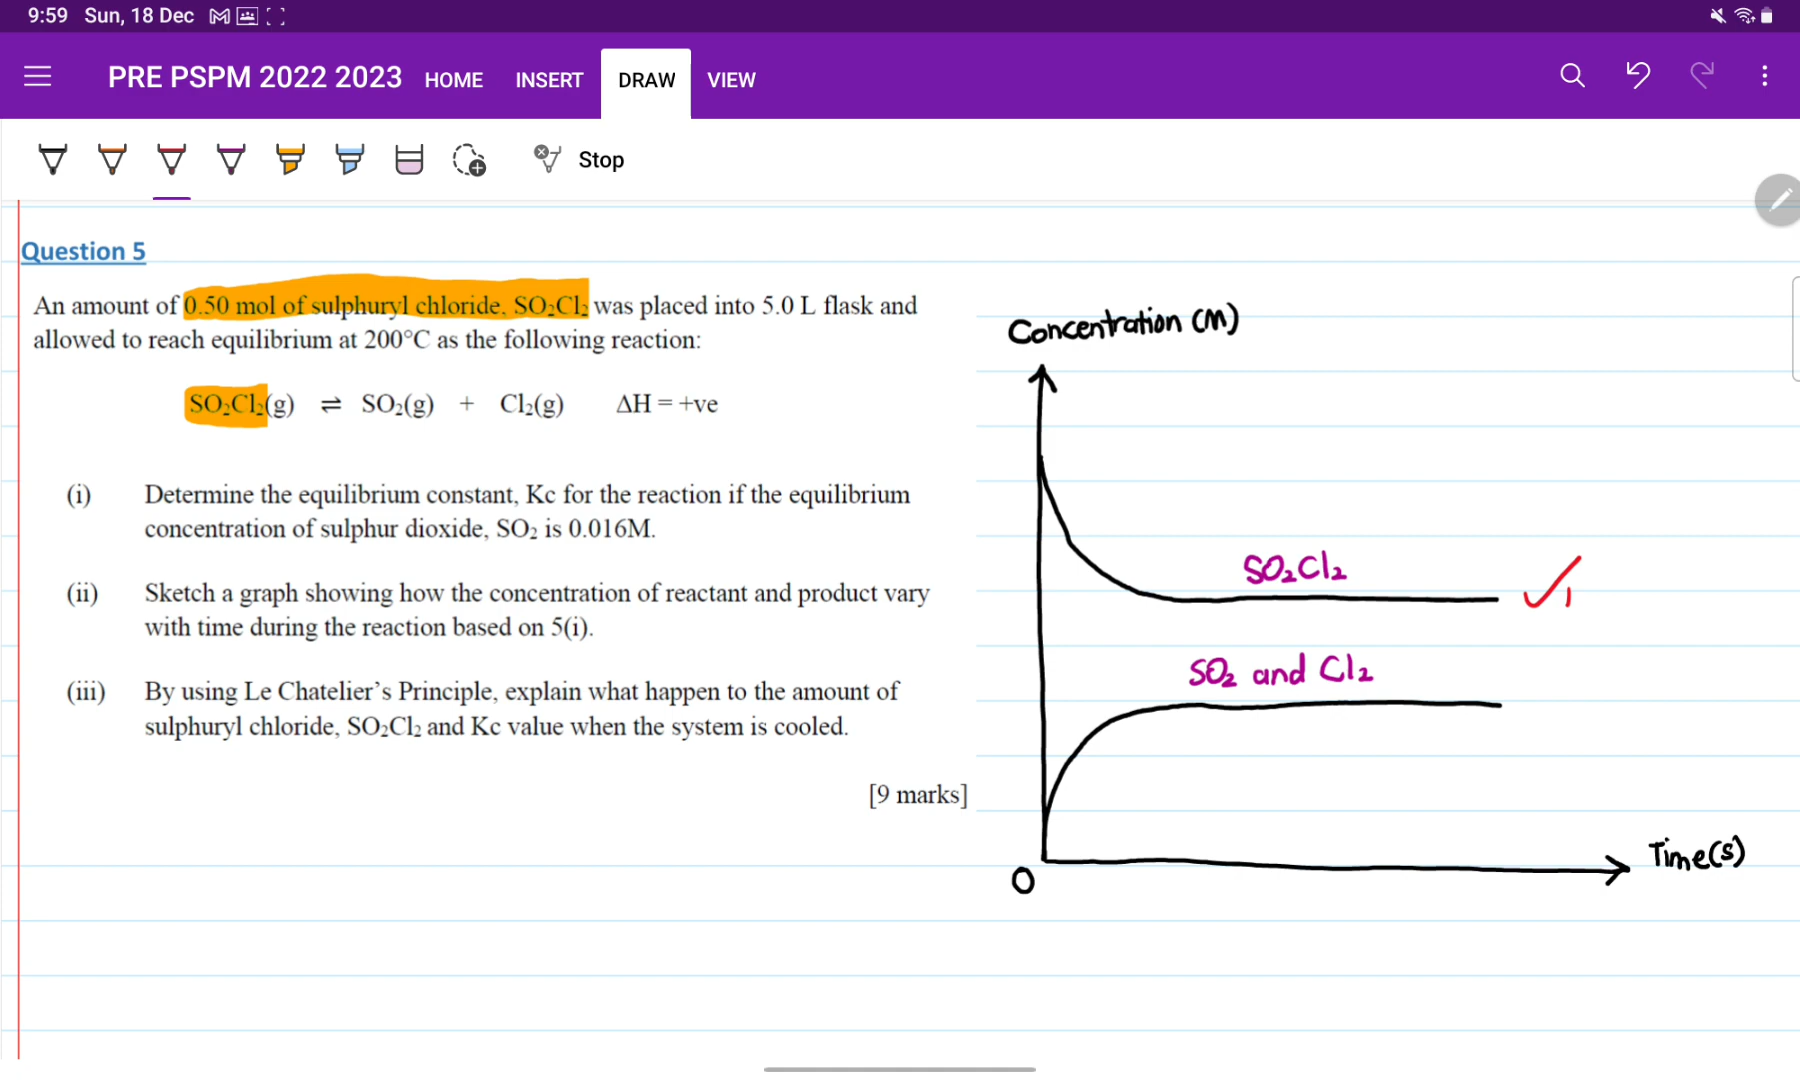 9:59 Sun, 18 Dec
PRE PSPM 2022 2023 HOME INSERT DRAW VIEW
Stop
Question 5
An amount of 0.50 mol of sulphuryl chloride, SO₂Cl₂ was placed into 5.0 L flask and
allowed to reach equilibrium at 200°C as the following reaction:
SO₂Cl₂(g) ⇌ SO₂(g) + Cl₂(g) ΔH = +ve
(i) Determine the equilibrium constant, Kc for the reaction if the equilibrium
concentration of sulphur dioxide, SO₂ is 0.016M.
(ii) Sketch a graph showing how the concentration of reactant and product vary
with time during the reaction based on 5(i).
(iii) By using Le Chatelier’s Principle, explain what happen to the amount of
sulphuryl chloride, SO₂Cl₂ and Kc value when the system is cooled.
[9 marks]
Concentration (M)
SO₂Cl₂ ✓1
SO₂ and Cl₂
Time(s)
O